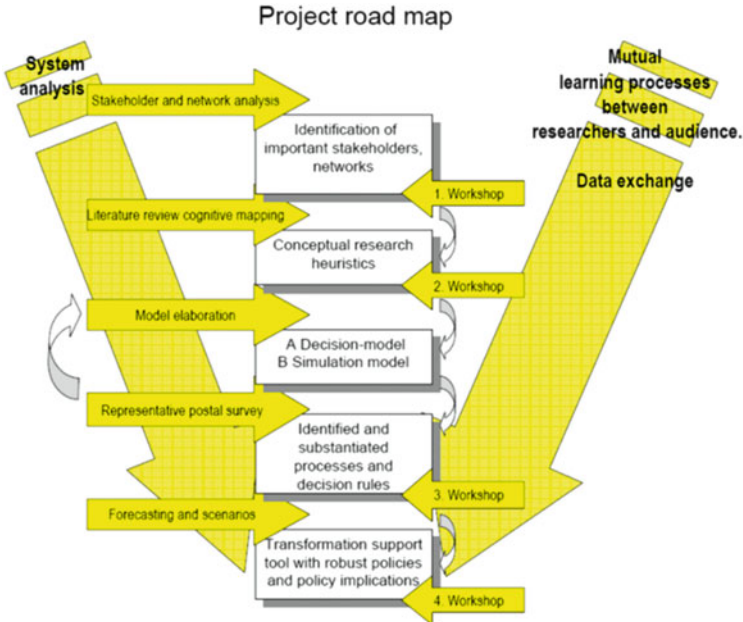 Project road map
System
analysis
Mutual
learning processes
between
researchers and audience.
Data exchange
Stakeholder and network analysis
Identification of
important stakeholders,
networks
1. Workshop
Literature review cognitive mapping
Conceptual research
heuristics
2. Workshop
Model elaboration
A Decision-model
B Simulation model
Representative postal survey
Identified and
substantiated
processes and
decision rules
3. Workshop
Forecasting and scenarios
Transformation support
tool with robust policies
and policy implications
4. Workshop